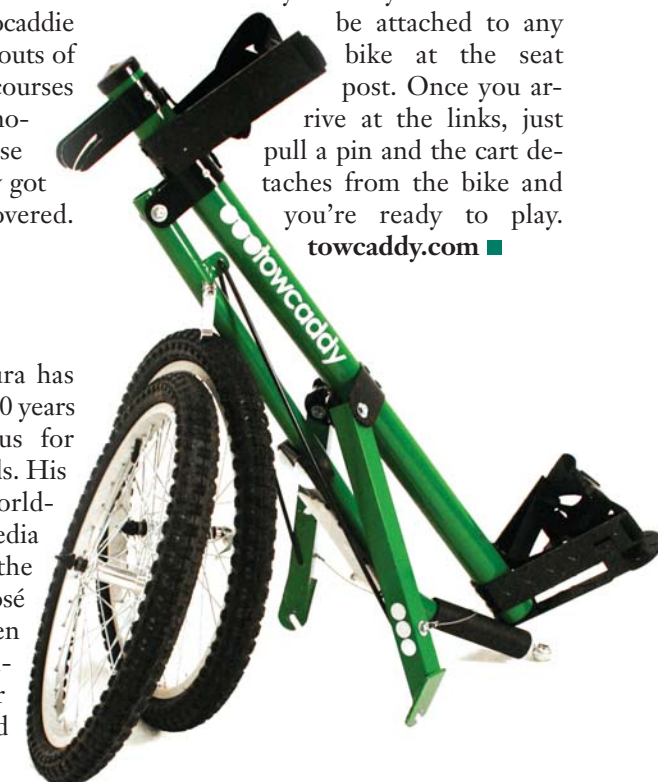 ocaddie
outs of
courses
no-
se
got
overed.
be attached to any
bike at the seat
post. Once you ar-
rive at the links, just
pull a pin and the cart de-
taches from the bike and
you're ready to play.
towcaddy.com
towcaddy
ura has
0 years
us for
ls. His
orld-
edia
the
osé
en
-
r
d